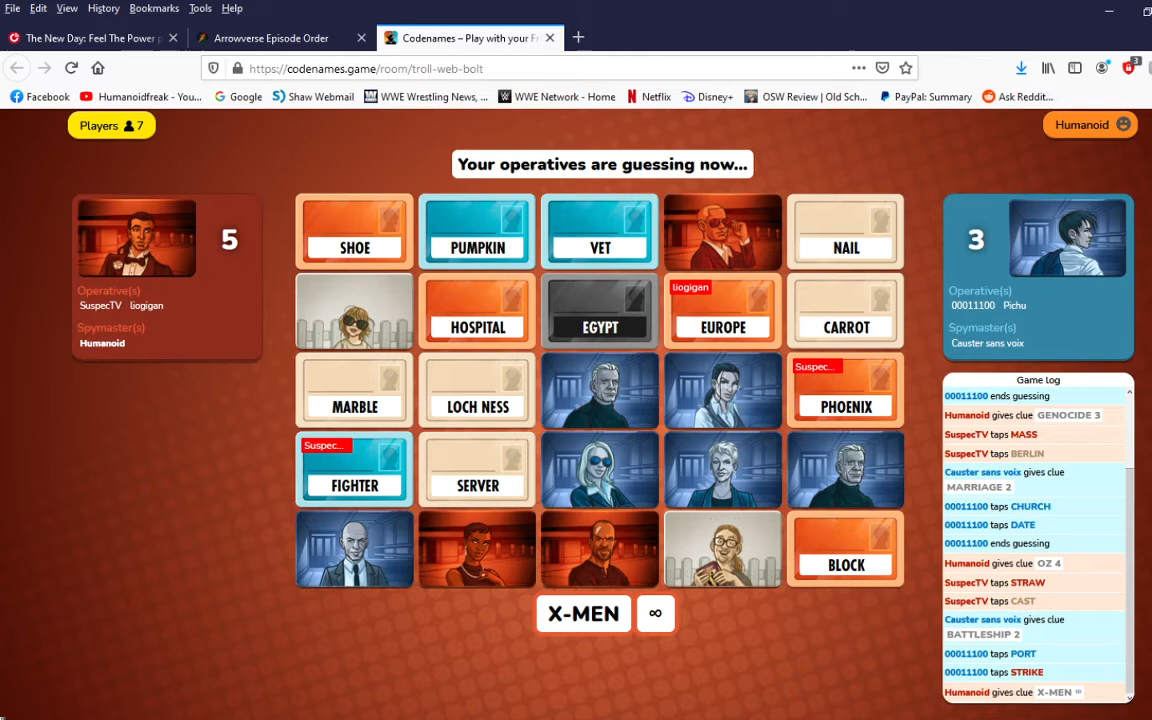 File Edit View History Bookmarks Tools Help
The New Day: Feel The Power p
Arrowverse Episode Order
Codenames – Play with your Fr
https://codenames.game/room/troll-web-bolt
3
Facebook
Humanoidfreak - You...
Google
Shaw Webmail
WWE Wrestling News, ...
WWE Network - Home
Netflix
Disney+
OSW Review | Old Sch...
PayPal: Summary
Ask Reddit...
Players 7
Humanoid
Your operatives are guessing now...
5
Operative(s)
SuspecTV liogigan
Spymaster(s)
Humanoid
SHOE
PUMPKIN
VET
NAIL
HOSPITAL
EGYPT
liogigan
EUROPE
CARROT
MARBLE
LOCH NESS
Suspec...
PHOENIX
Suspec...
FIGHTER
SERVER
BLOCK
X-MEN
∞
3
Operative(s)
00011100 Pichu
Spymaster(s)
Causter sans voix
Game log
00011100 ends guessing
Humanoid gives clue GENOCIDE 3
SuspecTV taps MASS
SuspecTV taps BERLIN
Causter sans voix gives clue
MARRIAGE 2
00011100 taps CHURCH
00011100 taps DATE
00011100 ends guessing
Humanoid gives clue OZ 4
SuspecTV taps STRAW
SuspecTV taps CAST
Causter sans voix gives clue
BATTLESHIP 2
00011100 taps PORT
00011100 taps STRIKE
Humanoid gives clue X-MEN ∞